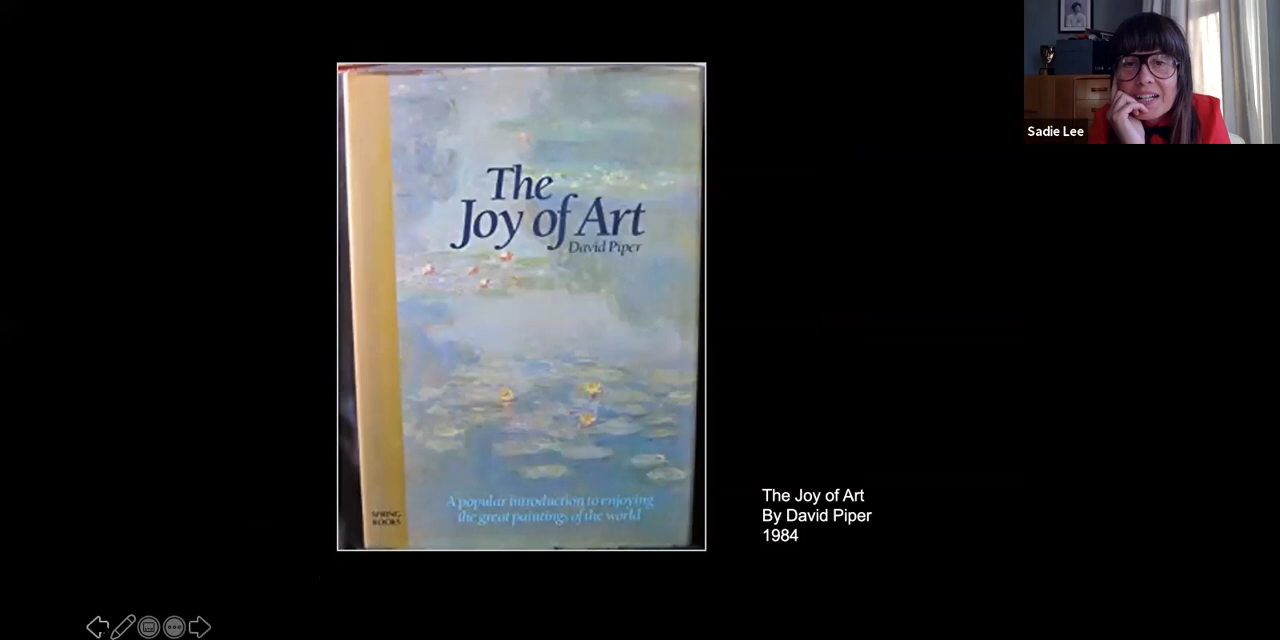 Sadie Lee
The
Joy of Art
David Piper
A popular introduction to enjoying
the great paintings of the world
SPRING
BOOKS
The Joy of Art
By David Piper
1984